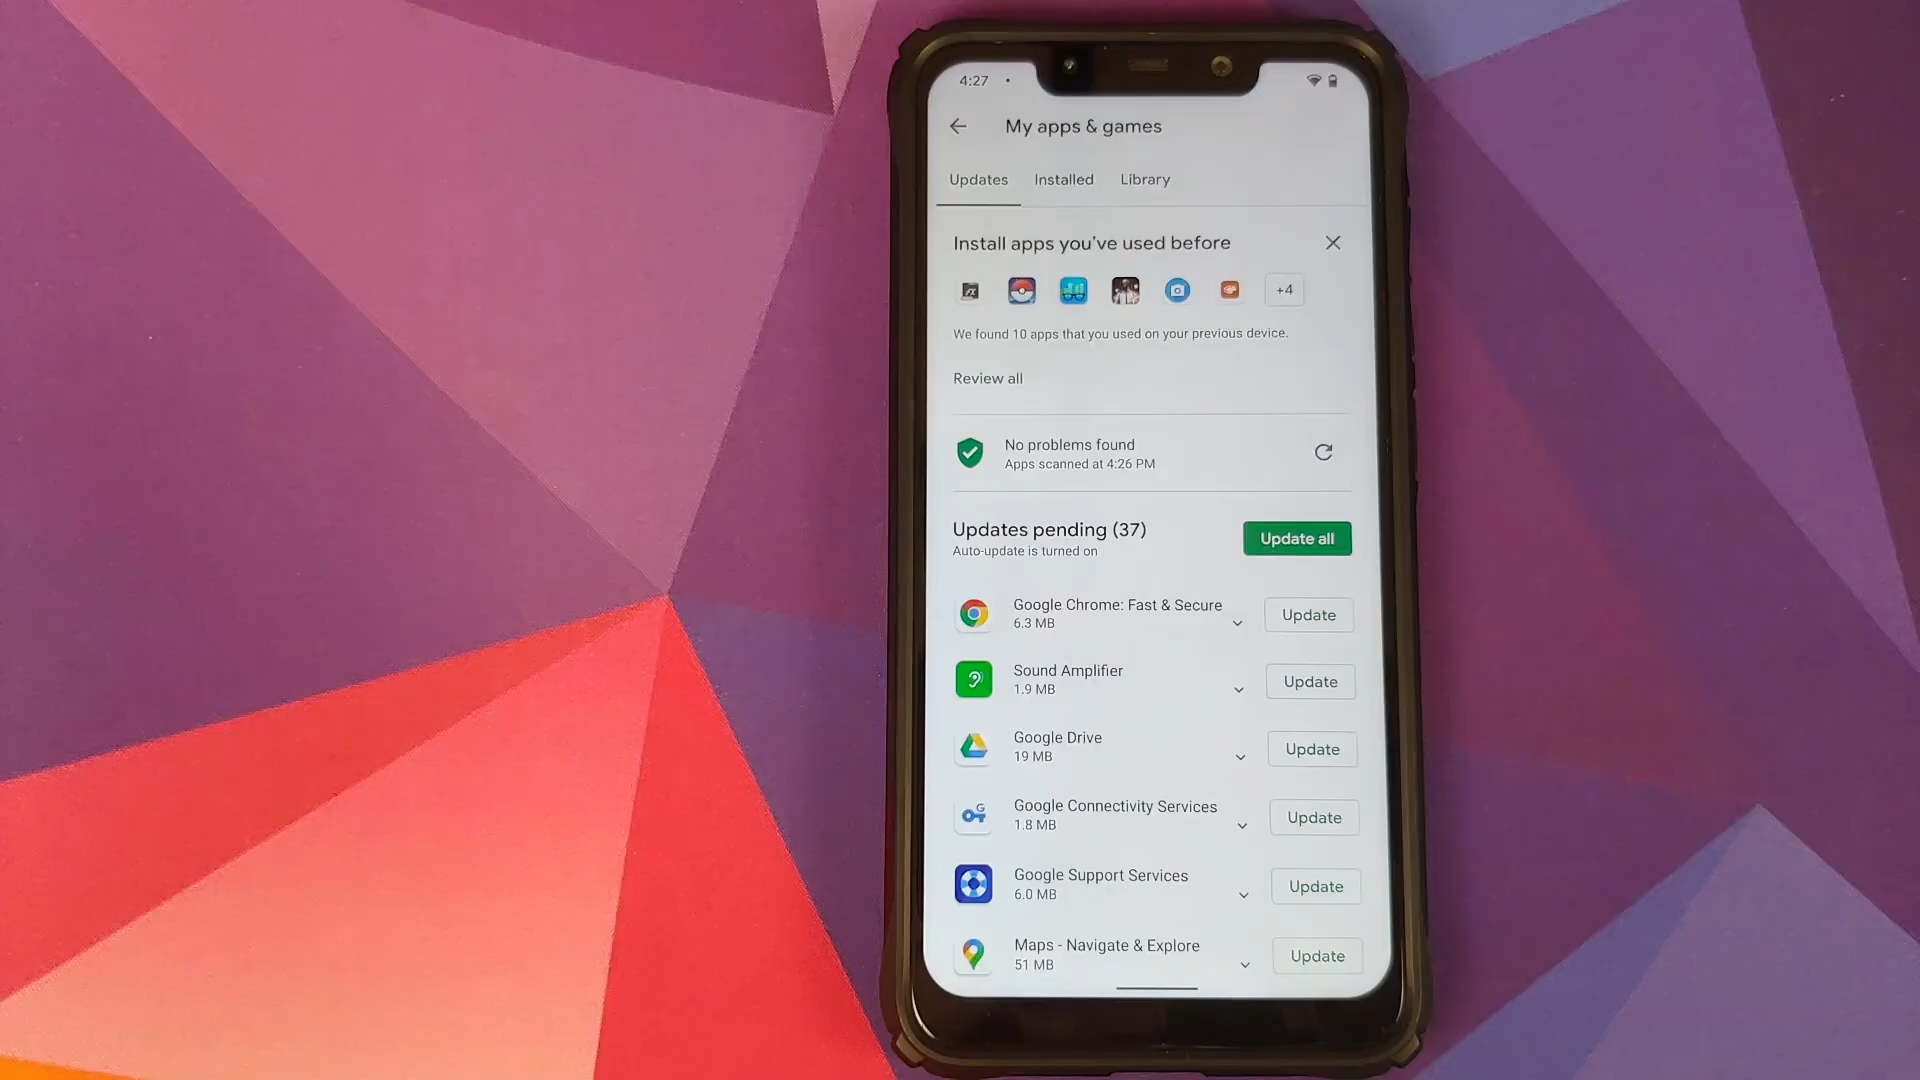 4:27
My apps & games
Updates Installed Library
Install apps you've used before
+4
We found 10 apps that you used on your previous device.
Review all
No problems found
Apps scanned at 4:26 PM
Updates pending (37)
Auto-update is turned on
Update all
Google Chrome: Fast & Secure
6.3 MB
Update
Sound Amplifier
1.9 MB
Update
Google Drive
19 MB
Update
Google Connectivity Services
1.8 MB
Update
Google Support Services
6.0 MB
Update
Maps - Navigate & Explore
51 MB
Update